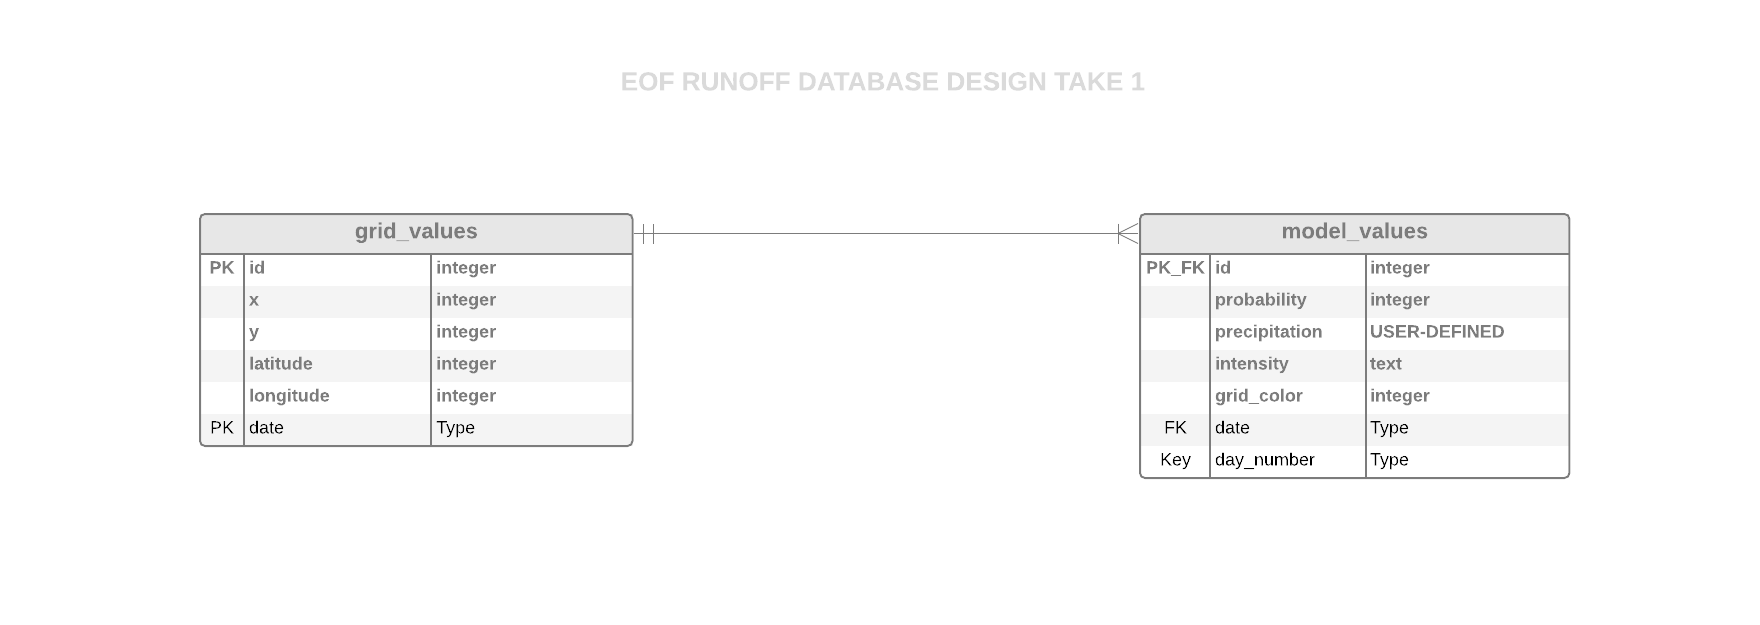 EOF RUNOFF DATABASE DESIGN TAKE 1
grid_values
PK id integer
x integer
y integer
latitude integer
longitude integer
PK date Type
model_values
PK_FK id integer
probability integer
precipitation USER-DEFINED
intensity text
grid_color integer
FK date Type
Key day_number Type